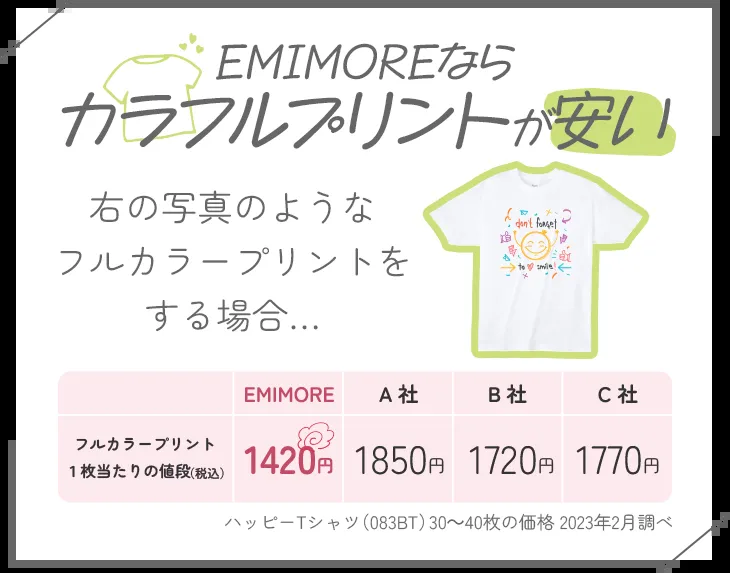 EMIMOREなら
カラフルプリントが安い
右の写真のような
フルカラープリントを
する場合…
don't forget
to smile!
EMIMORE A社 B社 C社
フルカラープリント
1枚当たりの値段(税込)
1420円 1850円 1720円 1770円
ハッピーTシャツ(083BT)30〜40枚の価格 2023年2月調べ